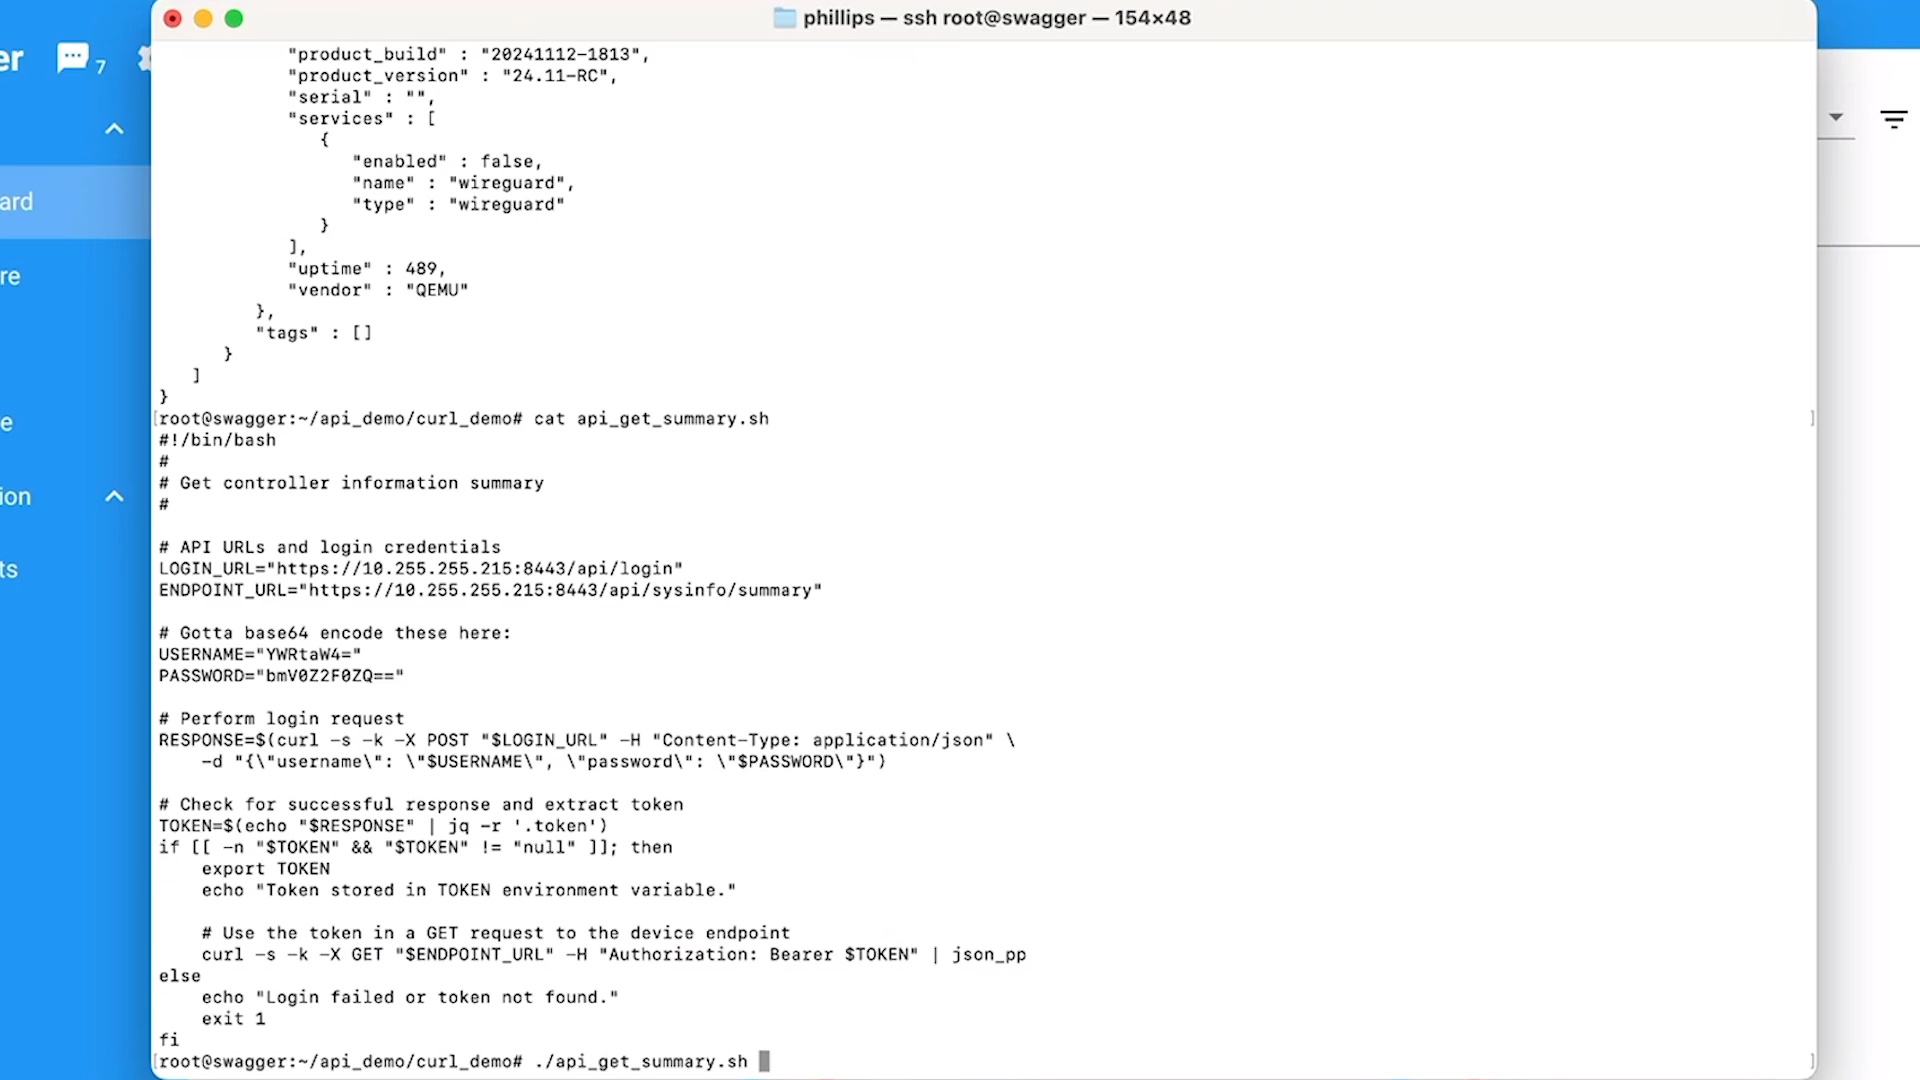 phillips — ssh root@swagger — 154×48
er
7
ard
re
e
ion
ts
"product_build" : "20241112-1813",
"product_version" : "24.11-RC",
"serial" : "",
"services" : [
{
"enabled" : false,
"name" : "wireguard",
"type" : "wireguard"
}
],
"uptime" : 489,
"vendor" : "QEMU"
},
"tags" : []
}
]
}
[root@swagger:~/api_demo/curl_demo# cat api_get_summary.sh ]
#!/bin/bash
#
# Get controller information summary
#
# API URLs and login credentials
LOGIN_URL="https://10.255.255.215:8443/api/login"
ENDPOINT_URL="https://10.255.255.215:8443/api/sysinfo/summary"
# Gotta base64 encode these here:
USERNAME="YWRtaW4="
PASSWORD="bmV0Z2F0ZQ=="
# Perform login request
RESPONSE=$(curl -s -k -X POST "$LOGIN_URL" -H "Content-Type: application/json" \
-d "{\"username\": \"$USERNAME\", \"password\": \"$PASSWORD\"}")
# Check for successful response and extract token
TOKEN=$(echo "$RESPONSE" | jq -r '.token')
if [[ -n "$TOKEN" && "$TOKEN" != "null" ]]; then
export TOKEN
echo "Token stored in TOKEN environment variable."
# Use the token in a GET request to the device endpoint
curl -s -k -X GET "$ENDPOINT_URL" -H "Authorization: Bearer $TOKEN" | json_pp
else
echo "Login failed or token not found."
exit 1
fi
[root@swagger:~/api_demo/curl_demo# ./api_get_summary.sh ]